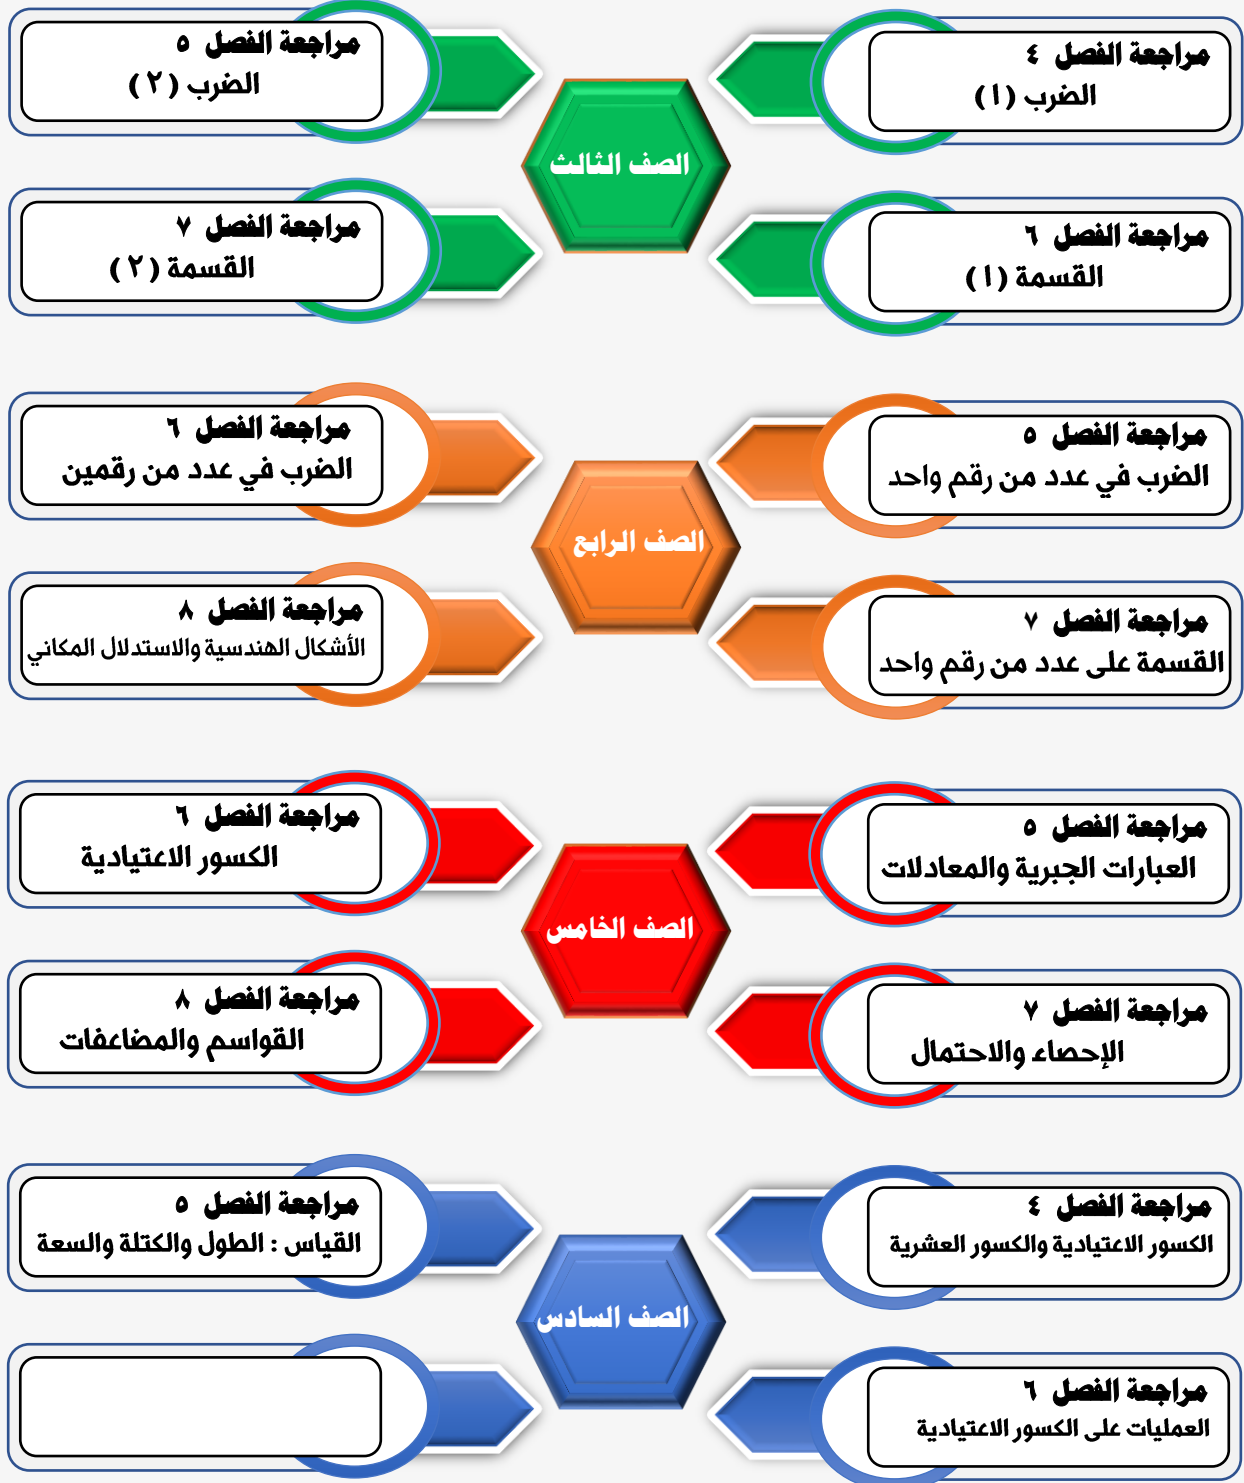 مراجعة الفصل ٤
الضرب (١)
مراجعة الفصل ٥
الضرب (٢)
الصف الثالث
مراجعة الفصل ٦
القسمة (١)
مراجعة الفصل ٧
القسمة (٢)
مراجعة الفصل ٥
الضرب في عدد من رقم واحد
مراجعة الفصل ٦
الضرب في عدد من رقمين
الصف الرابع
مراجعة الفصل ٧
القسمة على عدد من رقم واحد
مراجعة الفصل ٨
الأشكال الهندسية والاستدلال المكاني
مراجعة الفصل ٥
العبارات الجبرية والمعادلات
مراجعة الفصل ٦
الكسور الاعتيادية
الصف الخامس
مراجعة الفصل ٧
الإحصاء والاحتمال
مراجعة الفصل ٨
القواسم والمضاعفات
مراجعة الفصل ٤
الكسور الاعتيادية والكسور العشرية
مراجعة الفصل ٥
القياس : الطول والكتلة والسعة
الصف السادس
مراجعة الفصل ٦
العمليات على الكسور الاعتيادية